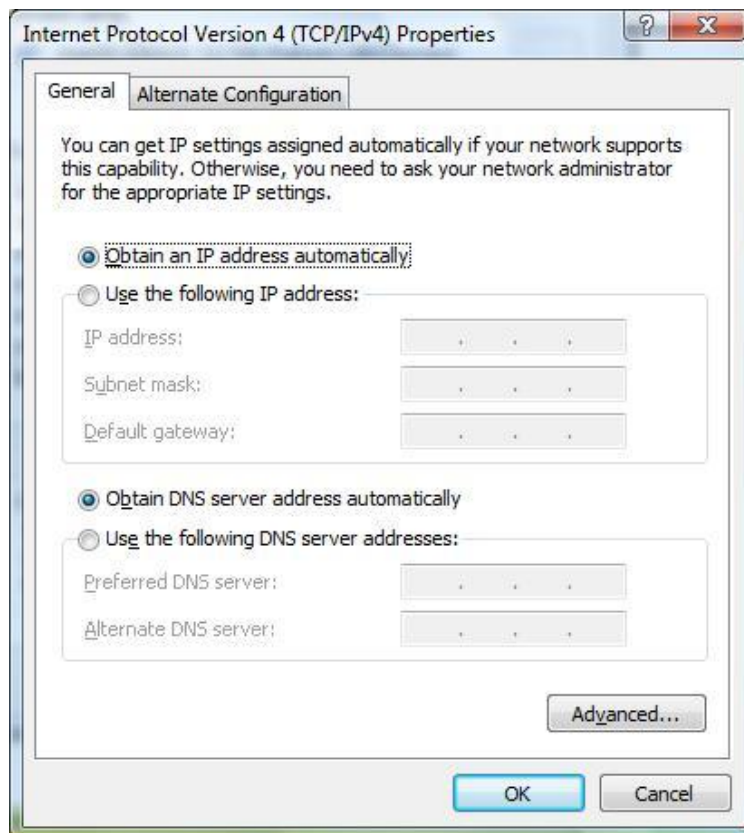 Internet Protocol Version 4 (TCP/IPv4) Properties
?
X
General
Alternate Configuration
You can get IP settings assigned automatically if your network supports
this capability. Otherwise, you need to ask your network administrator
for the appropriate IP settings.
Obtain an IP address automatically
Use the following IP address:
IP address:
. . .
Subnet mask:
. . .
Default gateway:
. . .
Obtain DNS server address automatically
Use the following DNS server addresses:
Preferred DNS server:
. . .
Alternate DNS server:
. . .
Advanced...
OK
Cancel